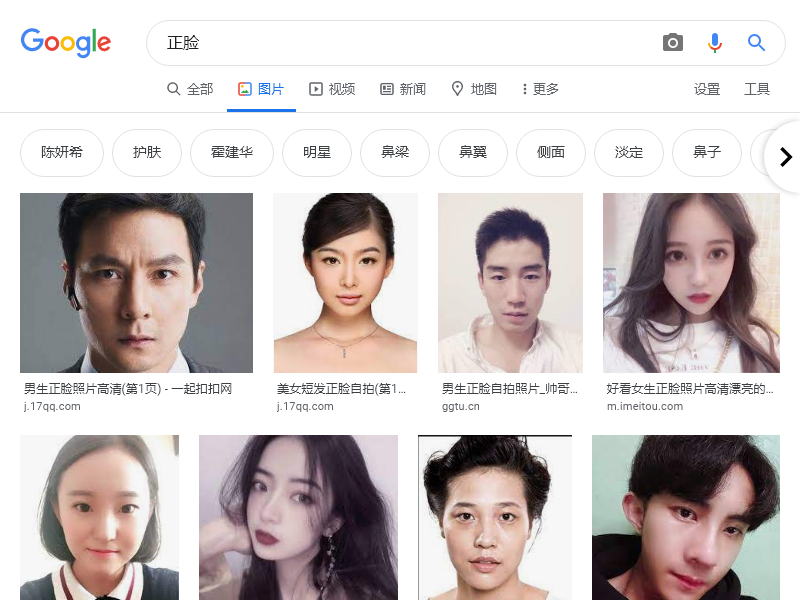 Google
正脸
全部
图片
视频
新闻
地图
更多
设置
工具
陈妍希
护肤
霍建华
明星
鼻梁
鼻翼
侧面
淡定
鼻子
男生正脸照片高清(第1页) - 一起扣扣网
j.17qq.com
美女短发正脸自拍(第1...
j.17qq.com
男生正脸自拍照片_帅哥...
ggtu.cn
好看女生正脸照片高清漂亮的...
m.imeitou.com